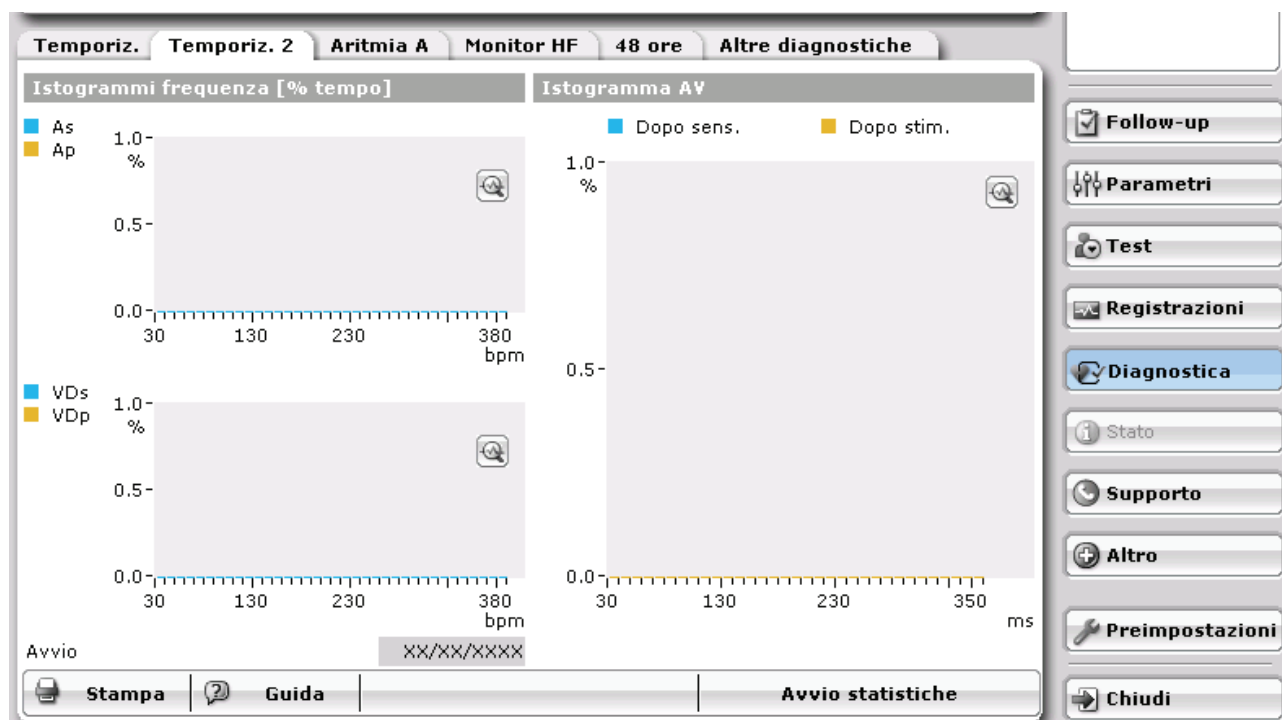 Temporiz. Temporiz. 2 Aritmia A Monitor HF 48 ore Altre diagnostiche
Istogrammi frequenza [% tempo]
As
Ap
1.0
%
0.5
0.0
30 130 230 380
bpm
VDs
VDp
1.0
%
0.5
0.0
30 130 230 380
bpm
Avvio XX/XX/XXXX
Istogramma AV
Dopo sens. Dopo stim.
1.0
%
0.5
0.0
30 130 230 350
ms
Stampa Guida Avvio statistiche
Follow-up
Parametri
Test
Registrazioni
Diagnostica
Stato
Supporto
Altro
Preimpostazioni
Chiudi